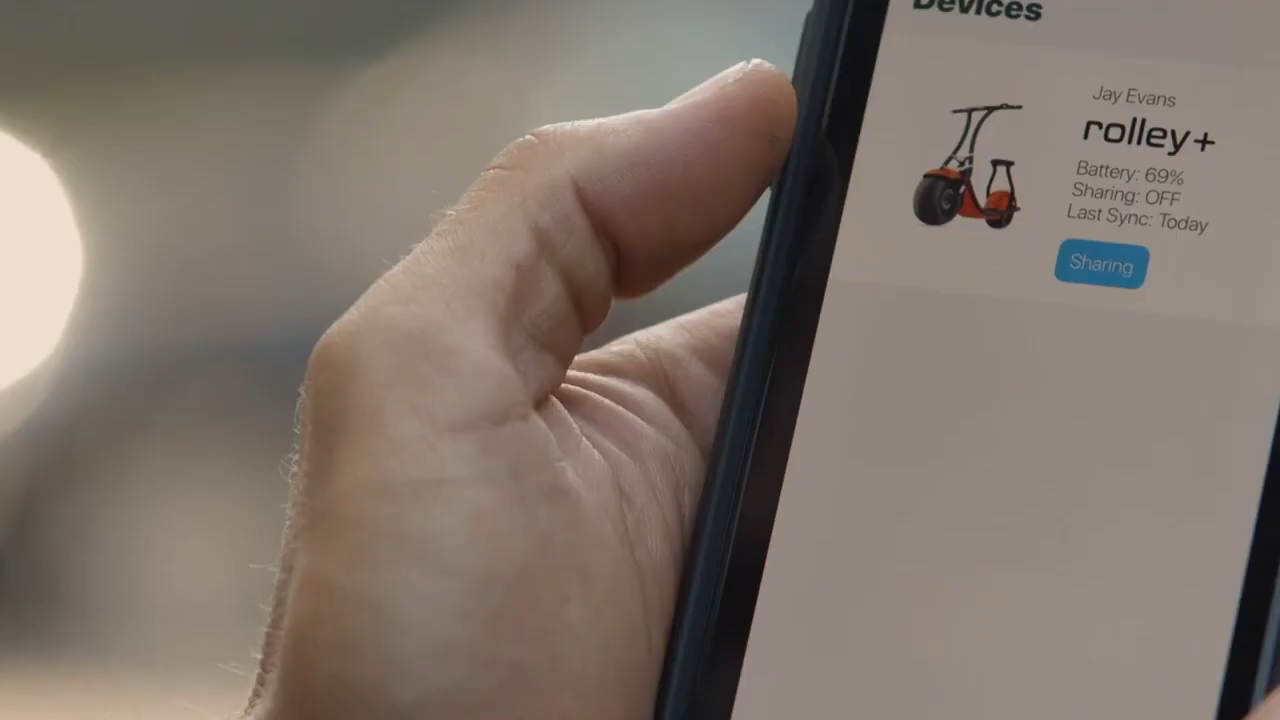 Devices
Jay Evans
rolley+
Battery: 69%
Sharing: OFF
Last Sync: Today
Sharing